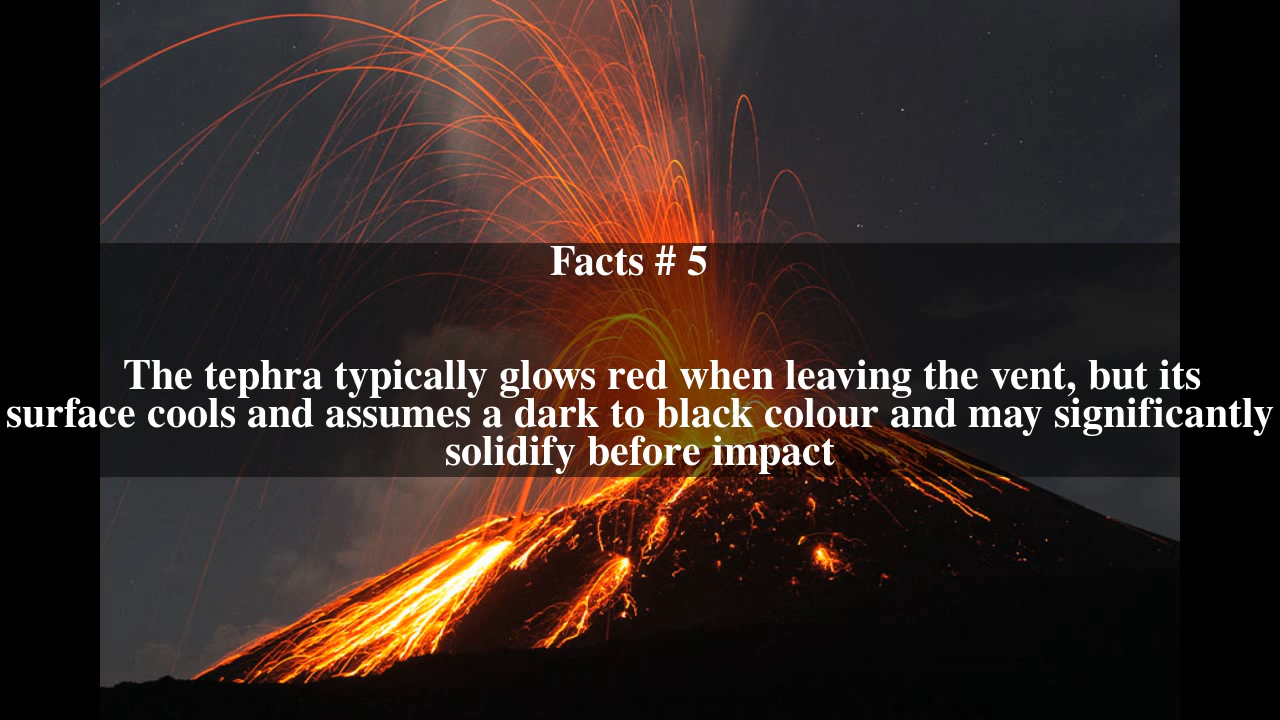 Facts # 5
The tephra typically glows red when leaving the vent, but its
surface cools and assumes a dark to black colour and may significantly
solidify before impact